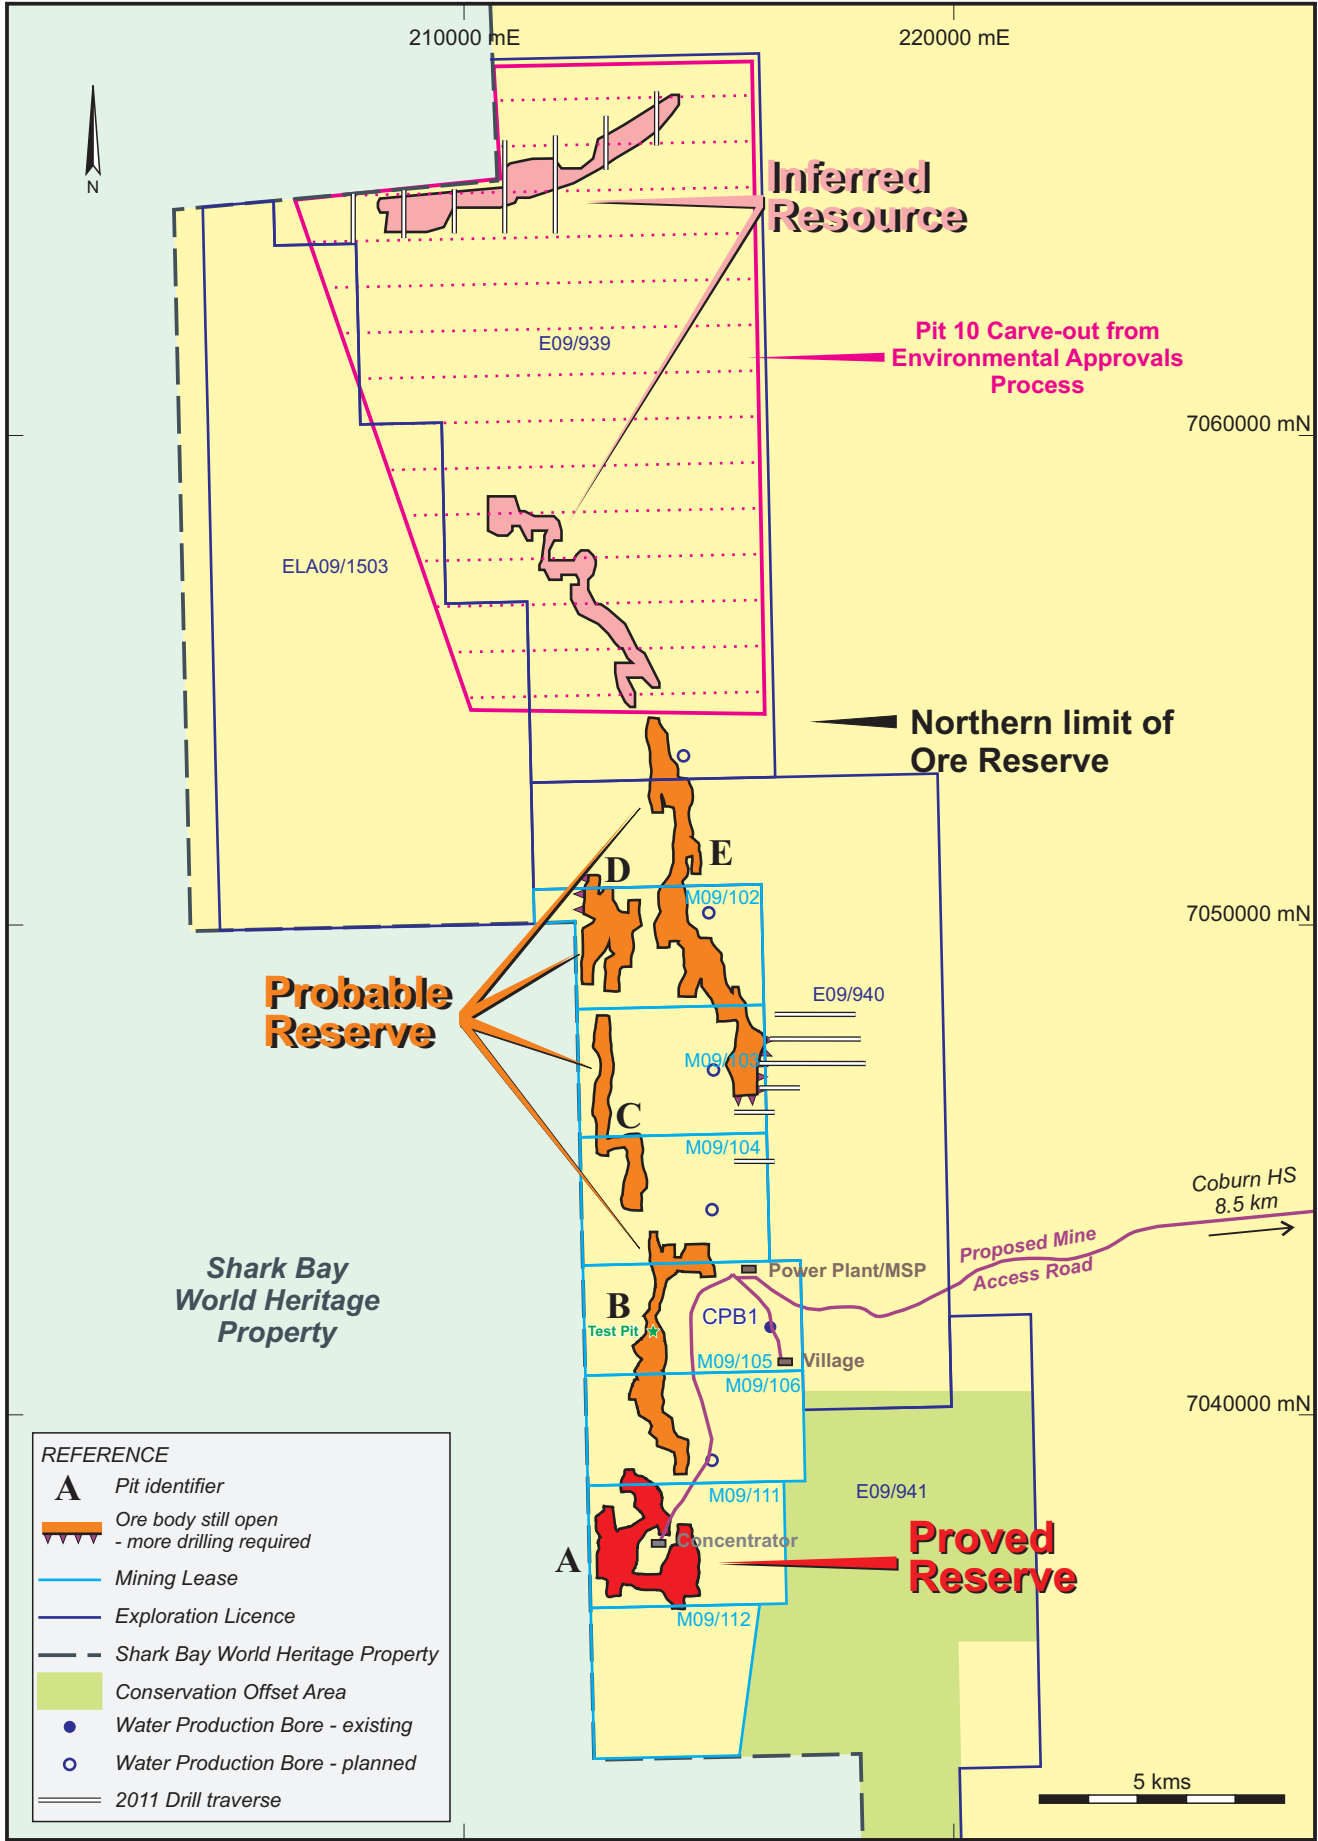 210000 mE
220000 mE
N
Inferred
Resource
Pit 10 Carve-out from
Environmental Approvals
Process
E09/939
7060000 mN
ELA09/1503
Northern limit of
Ore Reserve
E
D
M09/102
7050000 mN
Probable
Reserve
E09/940
M09/103
C
M09/104
Coburn HS
8.5 km
Proposed Mine
Access Road
Shark Bay
World Heritage
Property
Power Plant/MSP
B
CPB1
Test Pit
M09/105
Village
M09/106
7040000 mN
M09/111
E09/941
Concentrator
A
Proved
Reserve
M09/112
REFERENCE
A Pit identifier
Ore body still open
- more drilling required
Mining Lease
Exploration Licence
Shark Bay World Heritage Property
Conservation Offset Area
Water Production Bore - existing
Water Production Bore - planned
2011 Drill traverse
5 kms